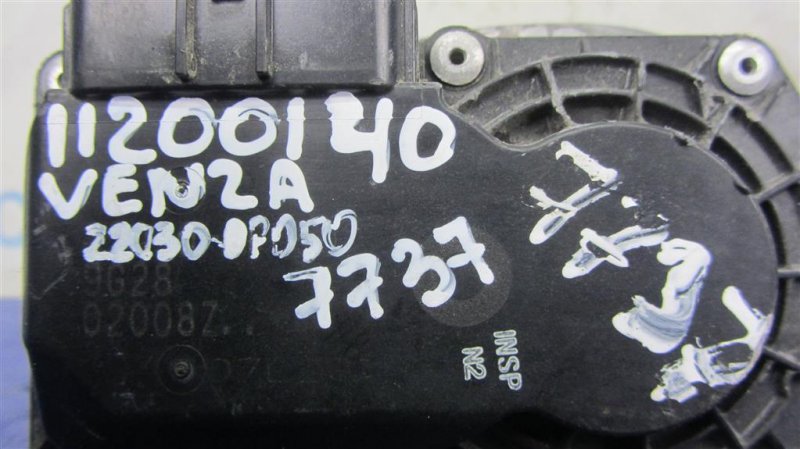 11200140
VENZA
22030-0P050
7737
9G28
02008Z..
INSP
N2